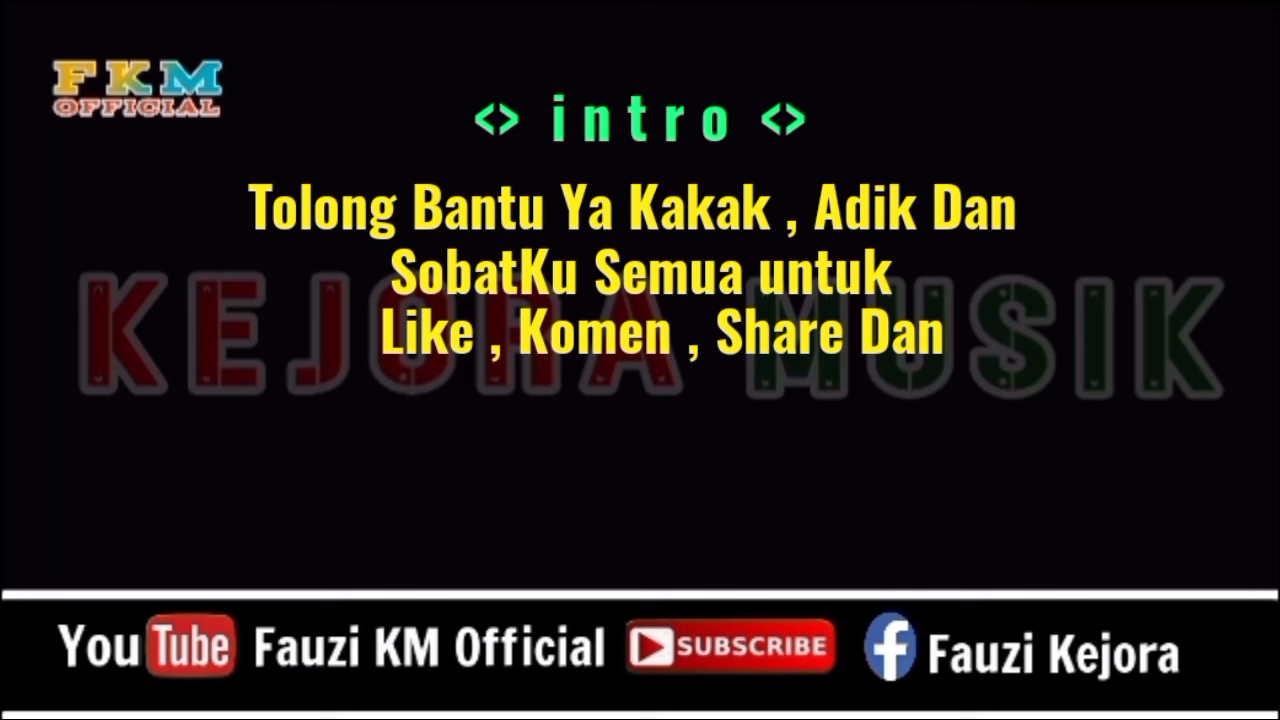 FKM
OFFICIAL
<> intro <>
Tolong Bantu Ya Kakak , Adik Dan
SobatKu Semua untuk
Like , Komen , Share Dan
KEJORA MUSIK
YouTube Fauzi KM Official SUBSCRIBE f Fauzi Kejora